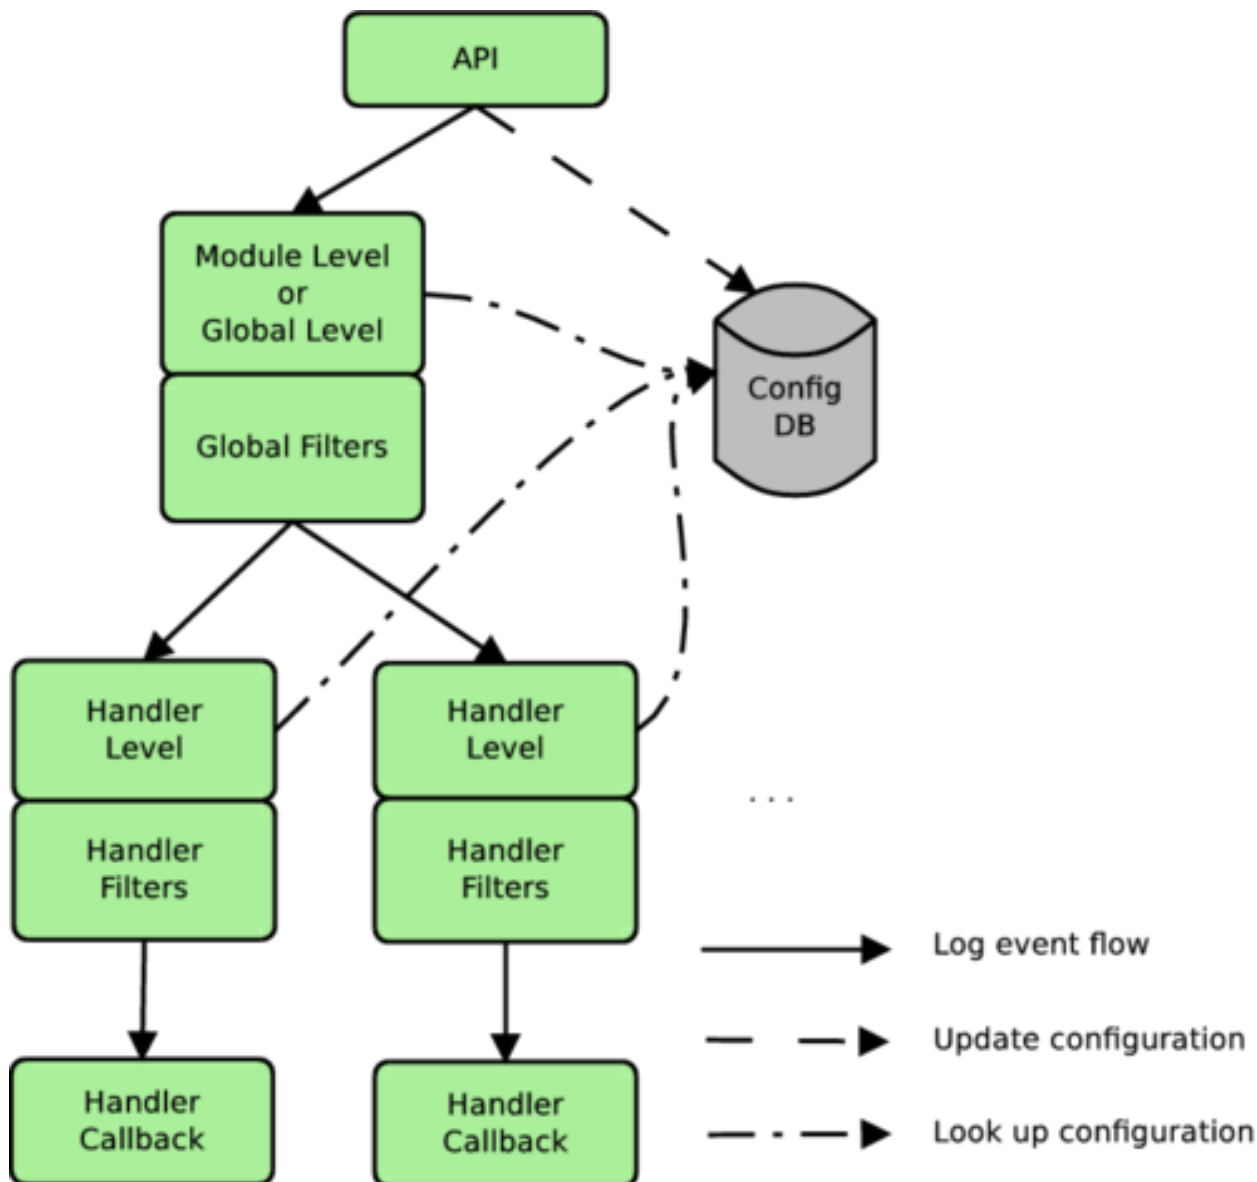 API
Module Level
or
Global Level
Global Filters
Config
DB
Handler
Level
Handler
Filters
Handler
Level
Handler
Filters
. . .
Handler
Callback
Handler
Callback
Log event flow
Update configuration
Look up configuration